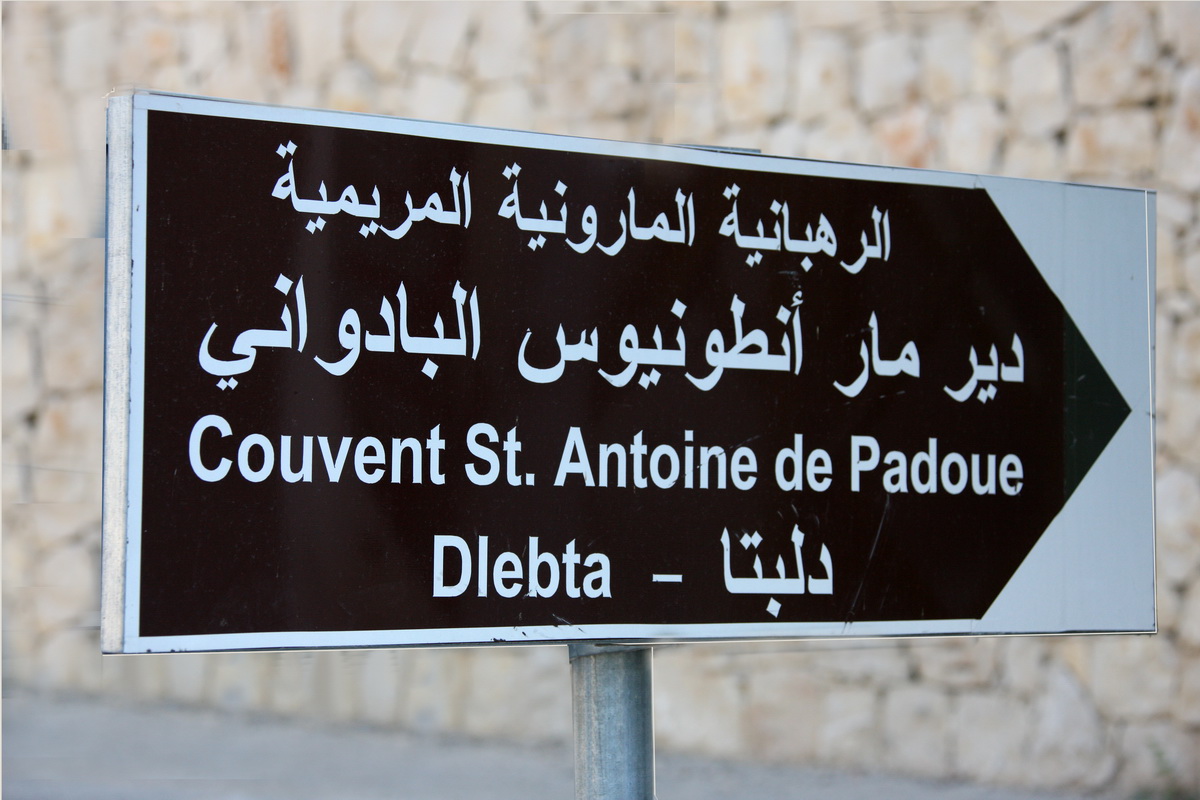 الرهبانية المارونية المريمية
دير مار أنطونيوس البادواني
Couvent St. Antoine de Padoue
Dlebta – دلبتا